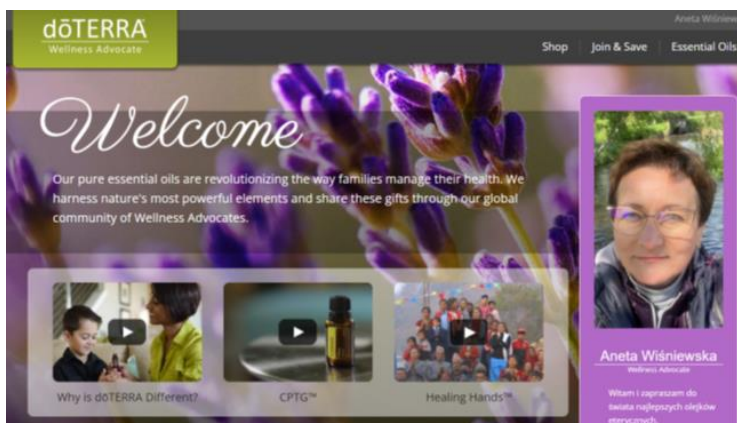 dōTERRA
Wellness Advocate
Shop
Join & Save
Essential Oils
Welcome
Our pure essential oils are revolutionizing the way families manage their health. We
harness nature's most powerful elements and share these gifts through our global
community of Wellness Advocates.
Why is dōTERRA Different?
CPTG™
Healing Hands™
Aneta Wiśniewska
Wellness Advocate
Witam i zapraszam do
świata najlepszych olejków
eterycznych.